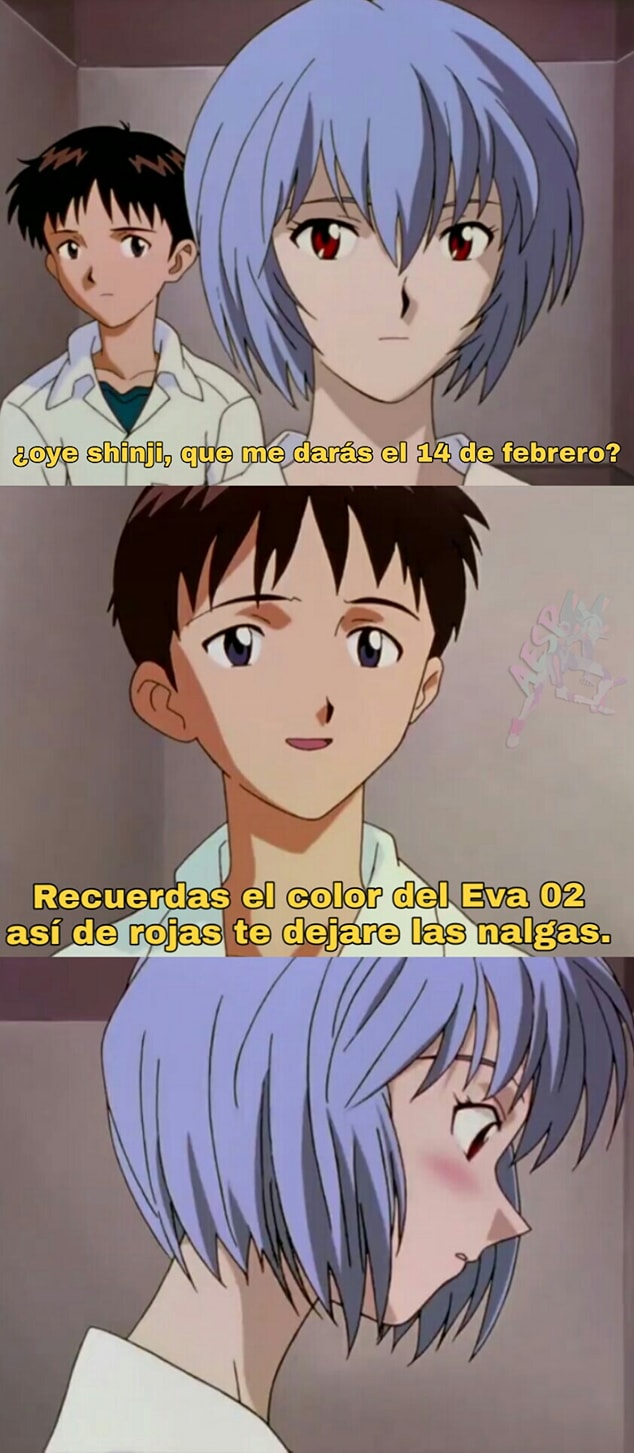 ¿oye shinji, que me darás el 14 de febrero?
Recuerdas el color del Eva 02
así de rojas te dejare las nalgas.